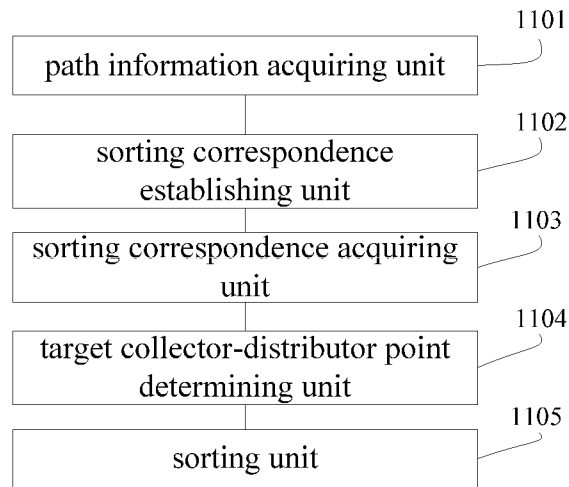 1101
path information acquiring unit
1102
sorting correspondence
establishing unit
1103
sorting correspondence acquiring
unit
1104
target collector-distributor point
determining unit
1105
sorting unit